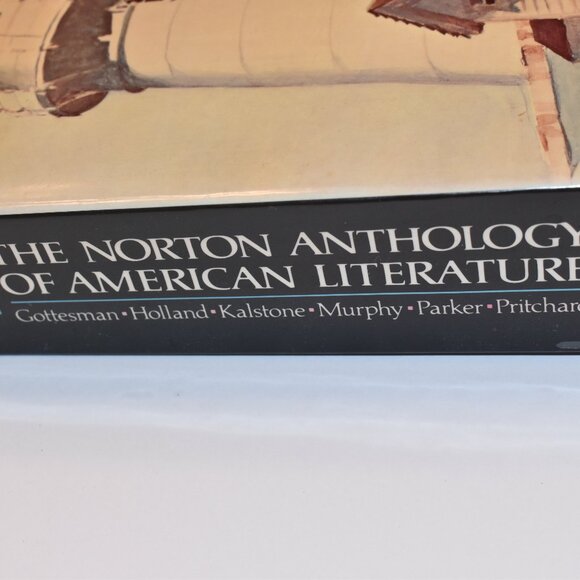 THE NORTON ANTHOLOGY
OF AMERICAN LITERATURE
Gottesman▪Holland▪Kalstone▪Murphy▪Parker▪Pritchard